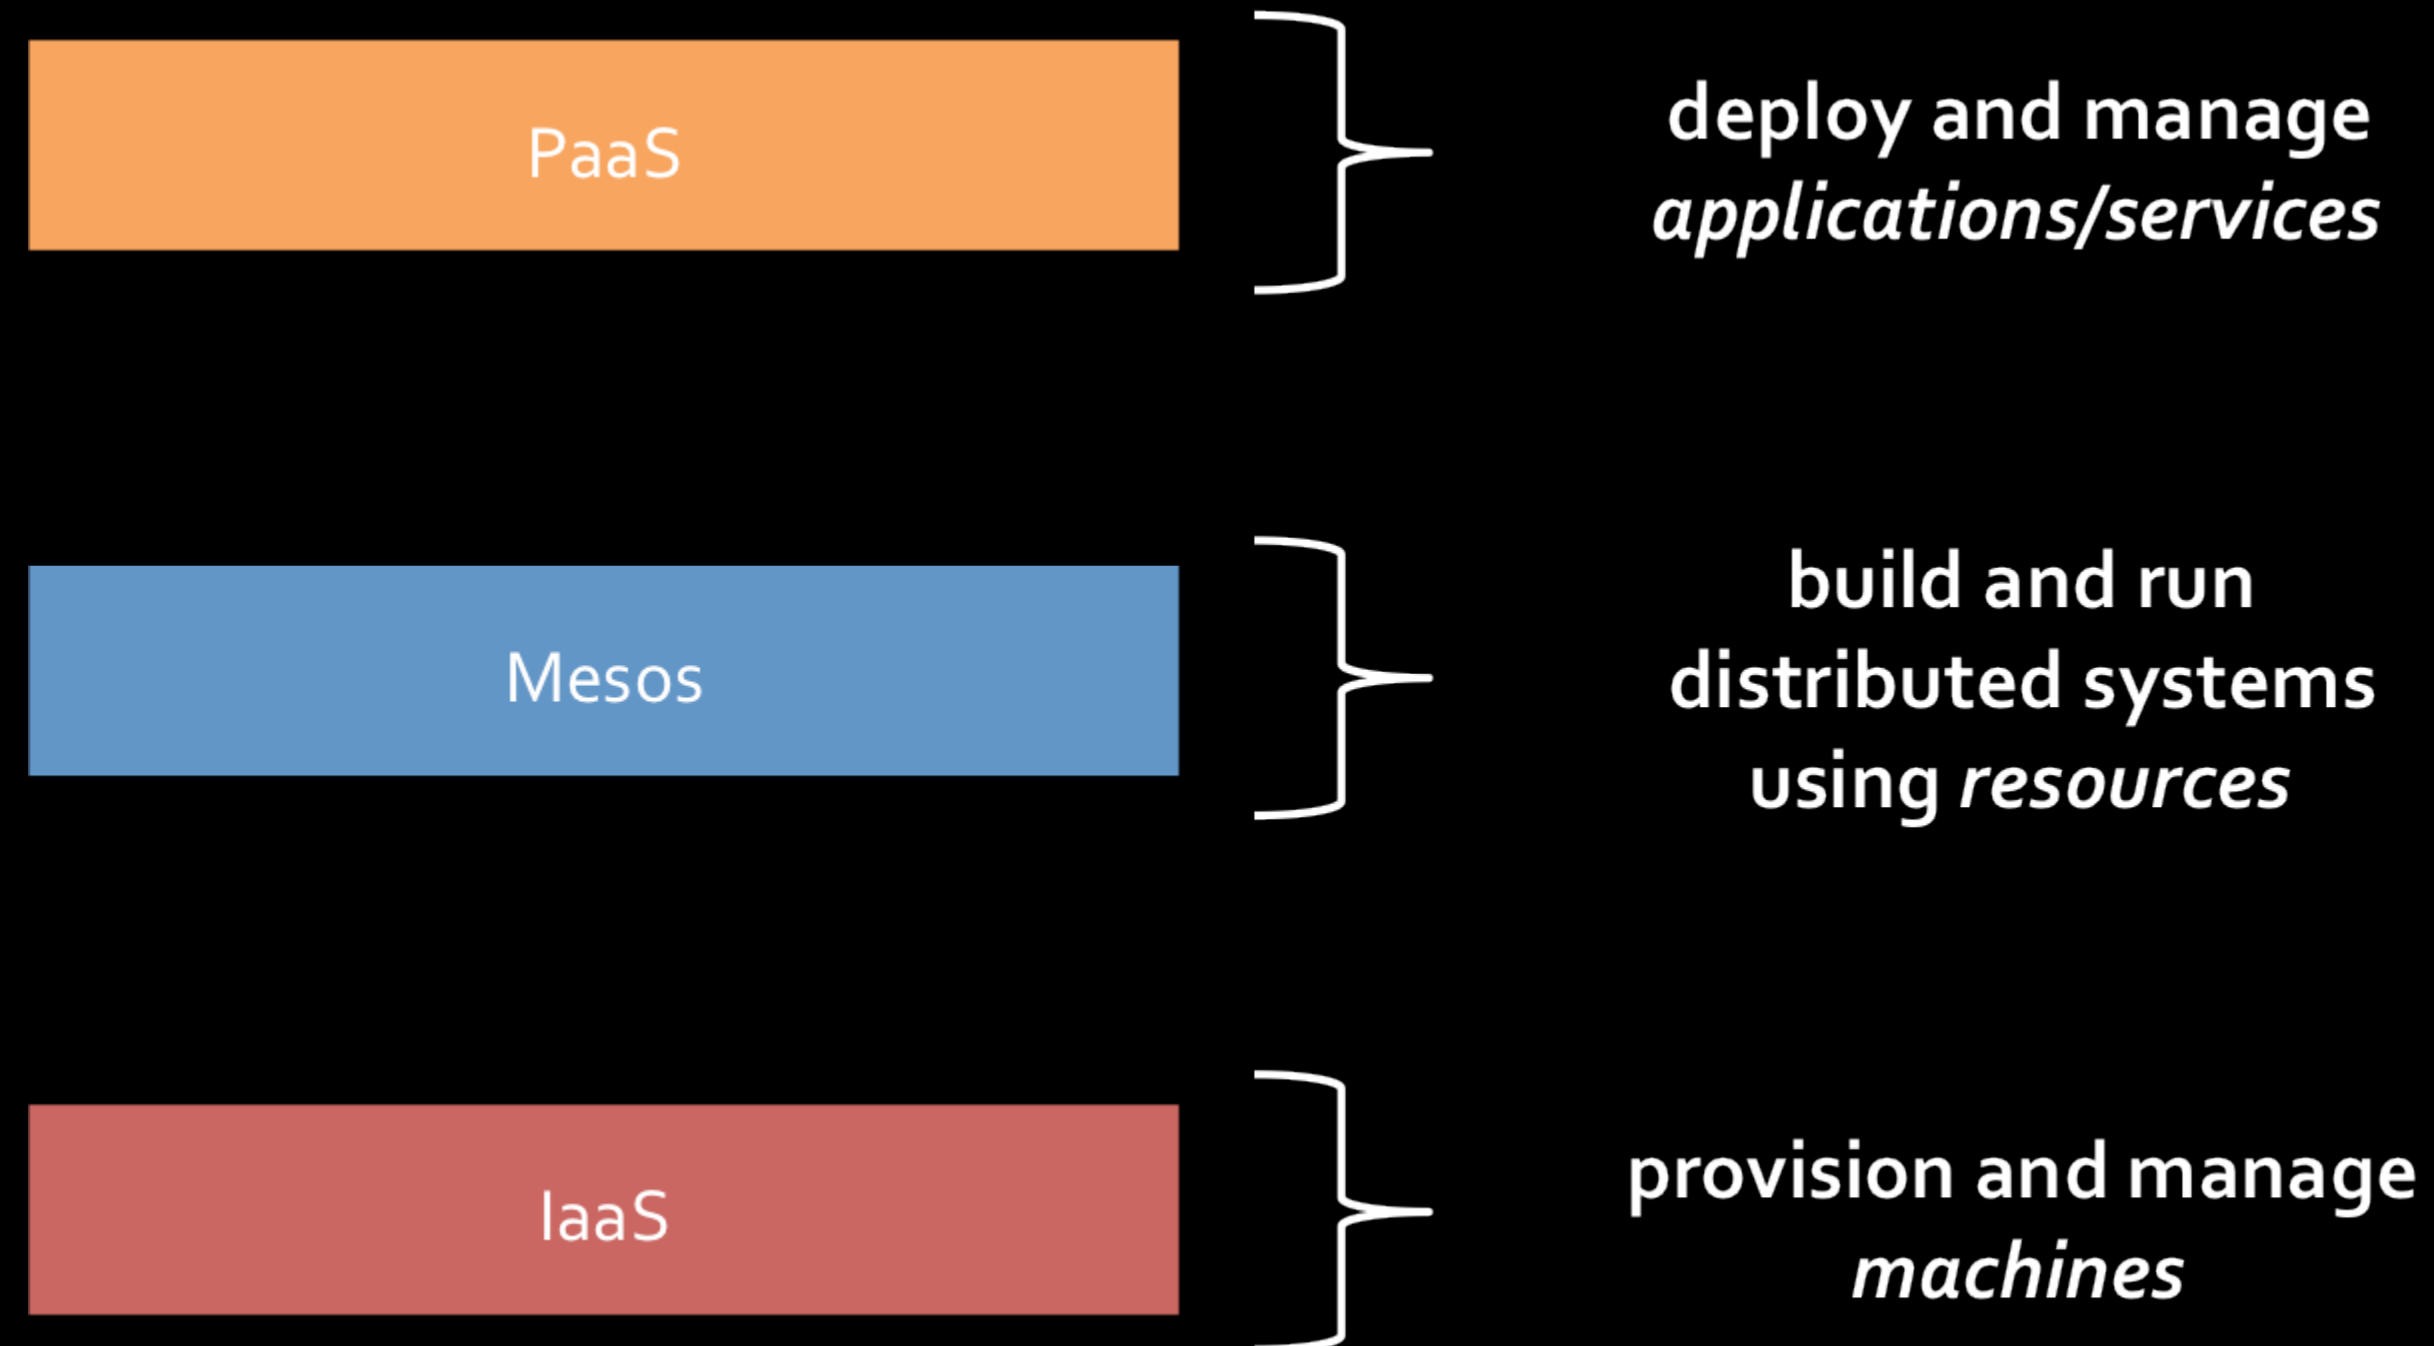 PaaS
deploy and manage
applications/services
Mesos
build and run
distributed systems
using resources
IaaS
provision and manage
machines